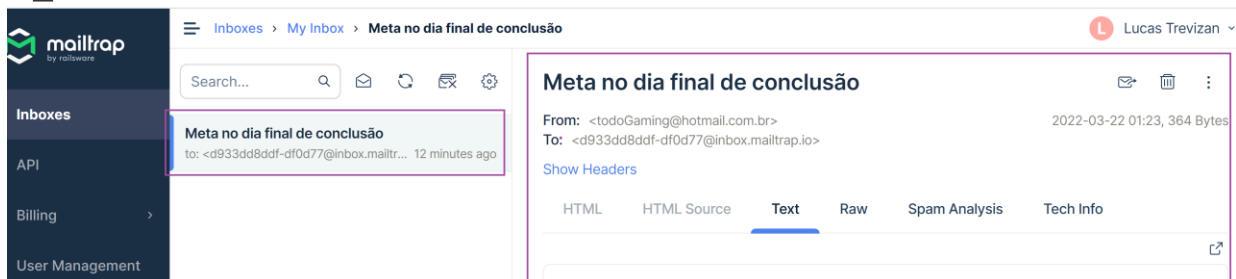 mailtrap
by railsware
Inboxes
API
Billing
User Management
Inboxes › My Inbox › Meta no dia final de conclusão
L Lucas Trevizan
Search...
Meta no dia final de conclusão
to: <d933dd8ddf-df0d77@inbox.mailtr... 12 minutes ago
Meta no dia final de conclusão
From: <todoGaming@hotmail.com.br> 2022-03-22 01:23, 364 Bytes
To: <d933dd8ddf-df0d77@inbox.mailtrap.io>
Show Headers
HTML HTML Source Text Raw Spam Analysis Tech Info